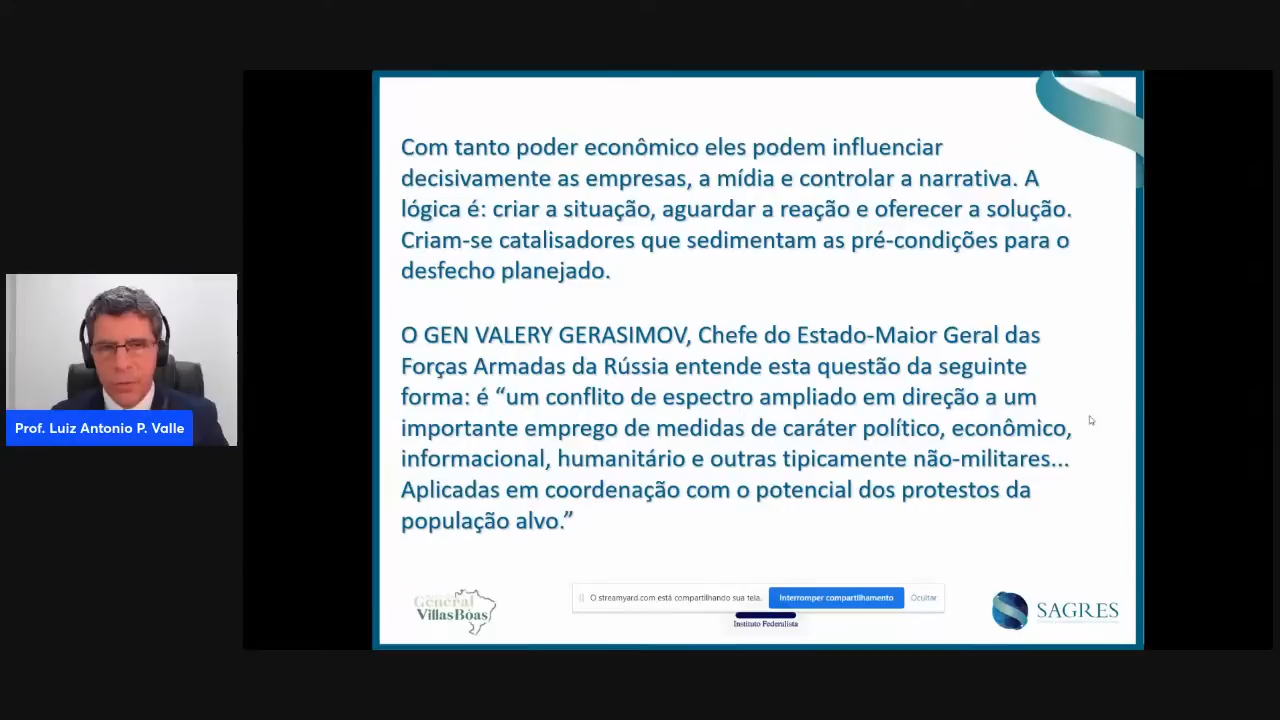 Com tanto poder econômico eles podem influenciar
decisivamente as empresas, a mídia e controlar a narrativa. A
lógica é: criar a situação, aguardar a reação e oferecer a solução.
Criam-se catalisadores que sedimentam as pré-condições para o
desfecho planejado.
O GEN VALERY GERASIMOV, Chefe do Estado-Maior Geral das
Forças Armadas da Rússia entende esta questão da seguinte
forma: é “um conflito de espectro ampliado em direção a um
importante emprego de medidas de caráter político, econômico,
informacional, humanitário e outras tipicamente não-militares...
Aplicadas em coordenação com o potencial dos protestos da
população alvo.”
Prof. Luiz Antonio P. Valle
General
VillasBôas
O streamyard.com está compartilhando sua tela.
Interromper compartilhamento
Ocultar
Instituto Federalista
SAGRES